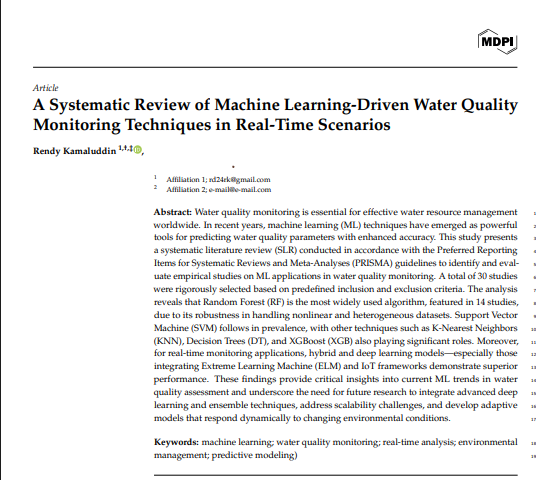 MDPI
Article
A Systematic Review of Machine Learning-Driven Water Quality
Monitoring Techniques in Real-Time Scenarios
Rendy Kamaluddin 1,†,‡,
*
1 Affiliation 1; rd24rk@gmail.com
2 Affiliation 2; e-mail@e-mail.com
Abstract: Water quality monitoring is essential for effective water resource management 1
worldwide. In recent years, machine learning (ML) techniques have emerged as powerful 2
tools for predicting water quality parameters with enhanced accuracy. This study presents 3
a systematic literature review (SLR) conducted in accordance with the Preferred Reporting 4
Items for Systematic Reviews and Meta-Analyses (PRISMA) guidelines to identify and eval- 5
uate empirical studies on ML applications in water quality monitoring. A total of 30 studies 6
were rigorously selected based on predefined inclusion and exclusion criteria. The analysis 7
reveals that Random Forest (RF) is the most widely used algorithm, featured in 14 studies, 8
due to its robustness in handling nonlinear and heterogeneous datasets. Support Vector 9
Machine (SVM) follows in prevalence, with other techniques such as K-Nearest Neighbors 10
(KNN), Decision Trees (DT), and XGBoost (XGB) also playing significant roles. Moreover, 11
for real-time monitoring applications, hybrid and deep learning models—especially those 12
integrating Extreme Learning Machine (ELM) and IoT frameworks demonstrate superior 13
performance. These findings provide critical insights into current ML trends in water 14
quality assessment and underscore the need for future research to integrate advanced deep 15
learning and ensemble techniques, address scalability challenges, and develop adaptive 16
models that respond dynamically to changing environmental conditions. 17
Keywords: machine learning; water quality monitoring; real-time analysis; environmental 18
management; predictive modeling) 19